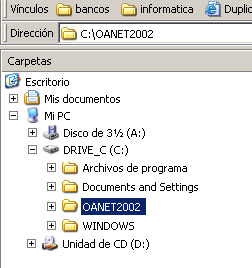 Vínculos bancos informatica
Dirección C:\OANET2002
Carpetas
Escritorio
Mis documentos
Mi PC
Disco de 3½ (A:)
DRIVE_C (C:)
Archivos de programa
Documents and Settings
OANET2002
WINDOWS
Unidad de CD (D:)